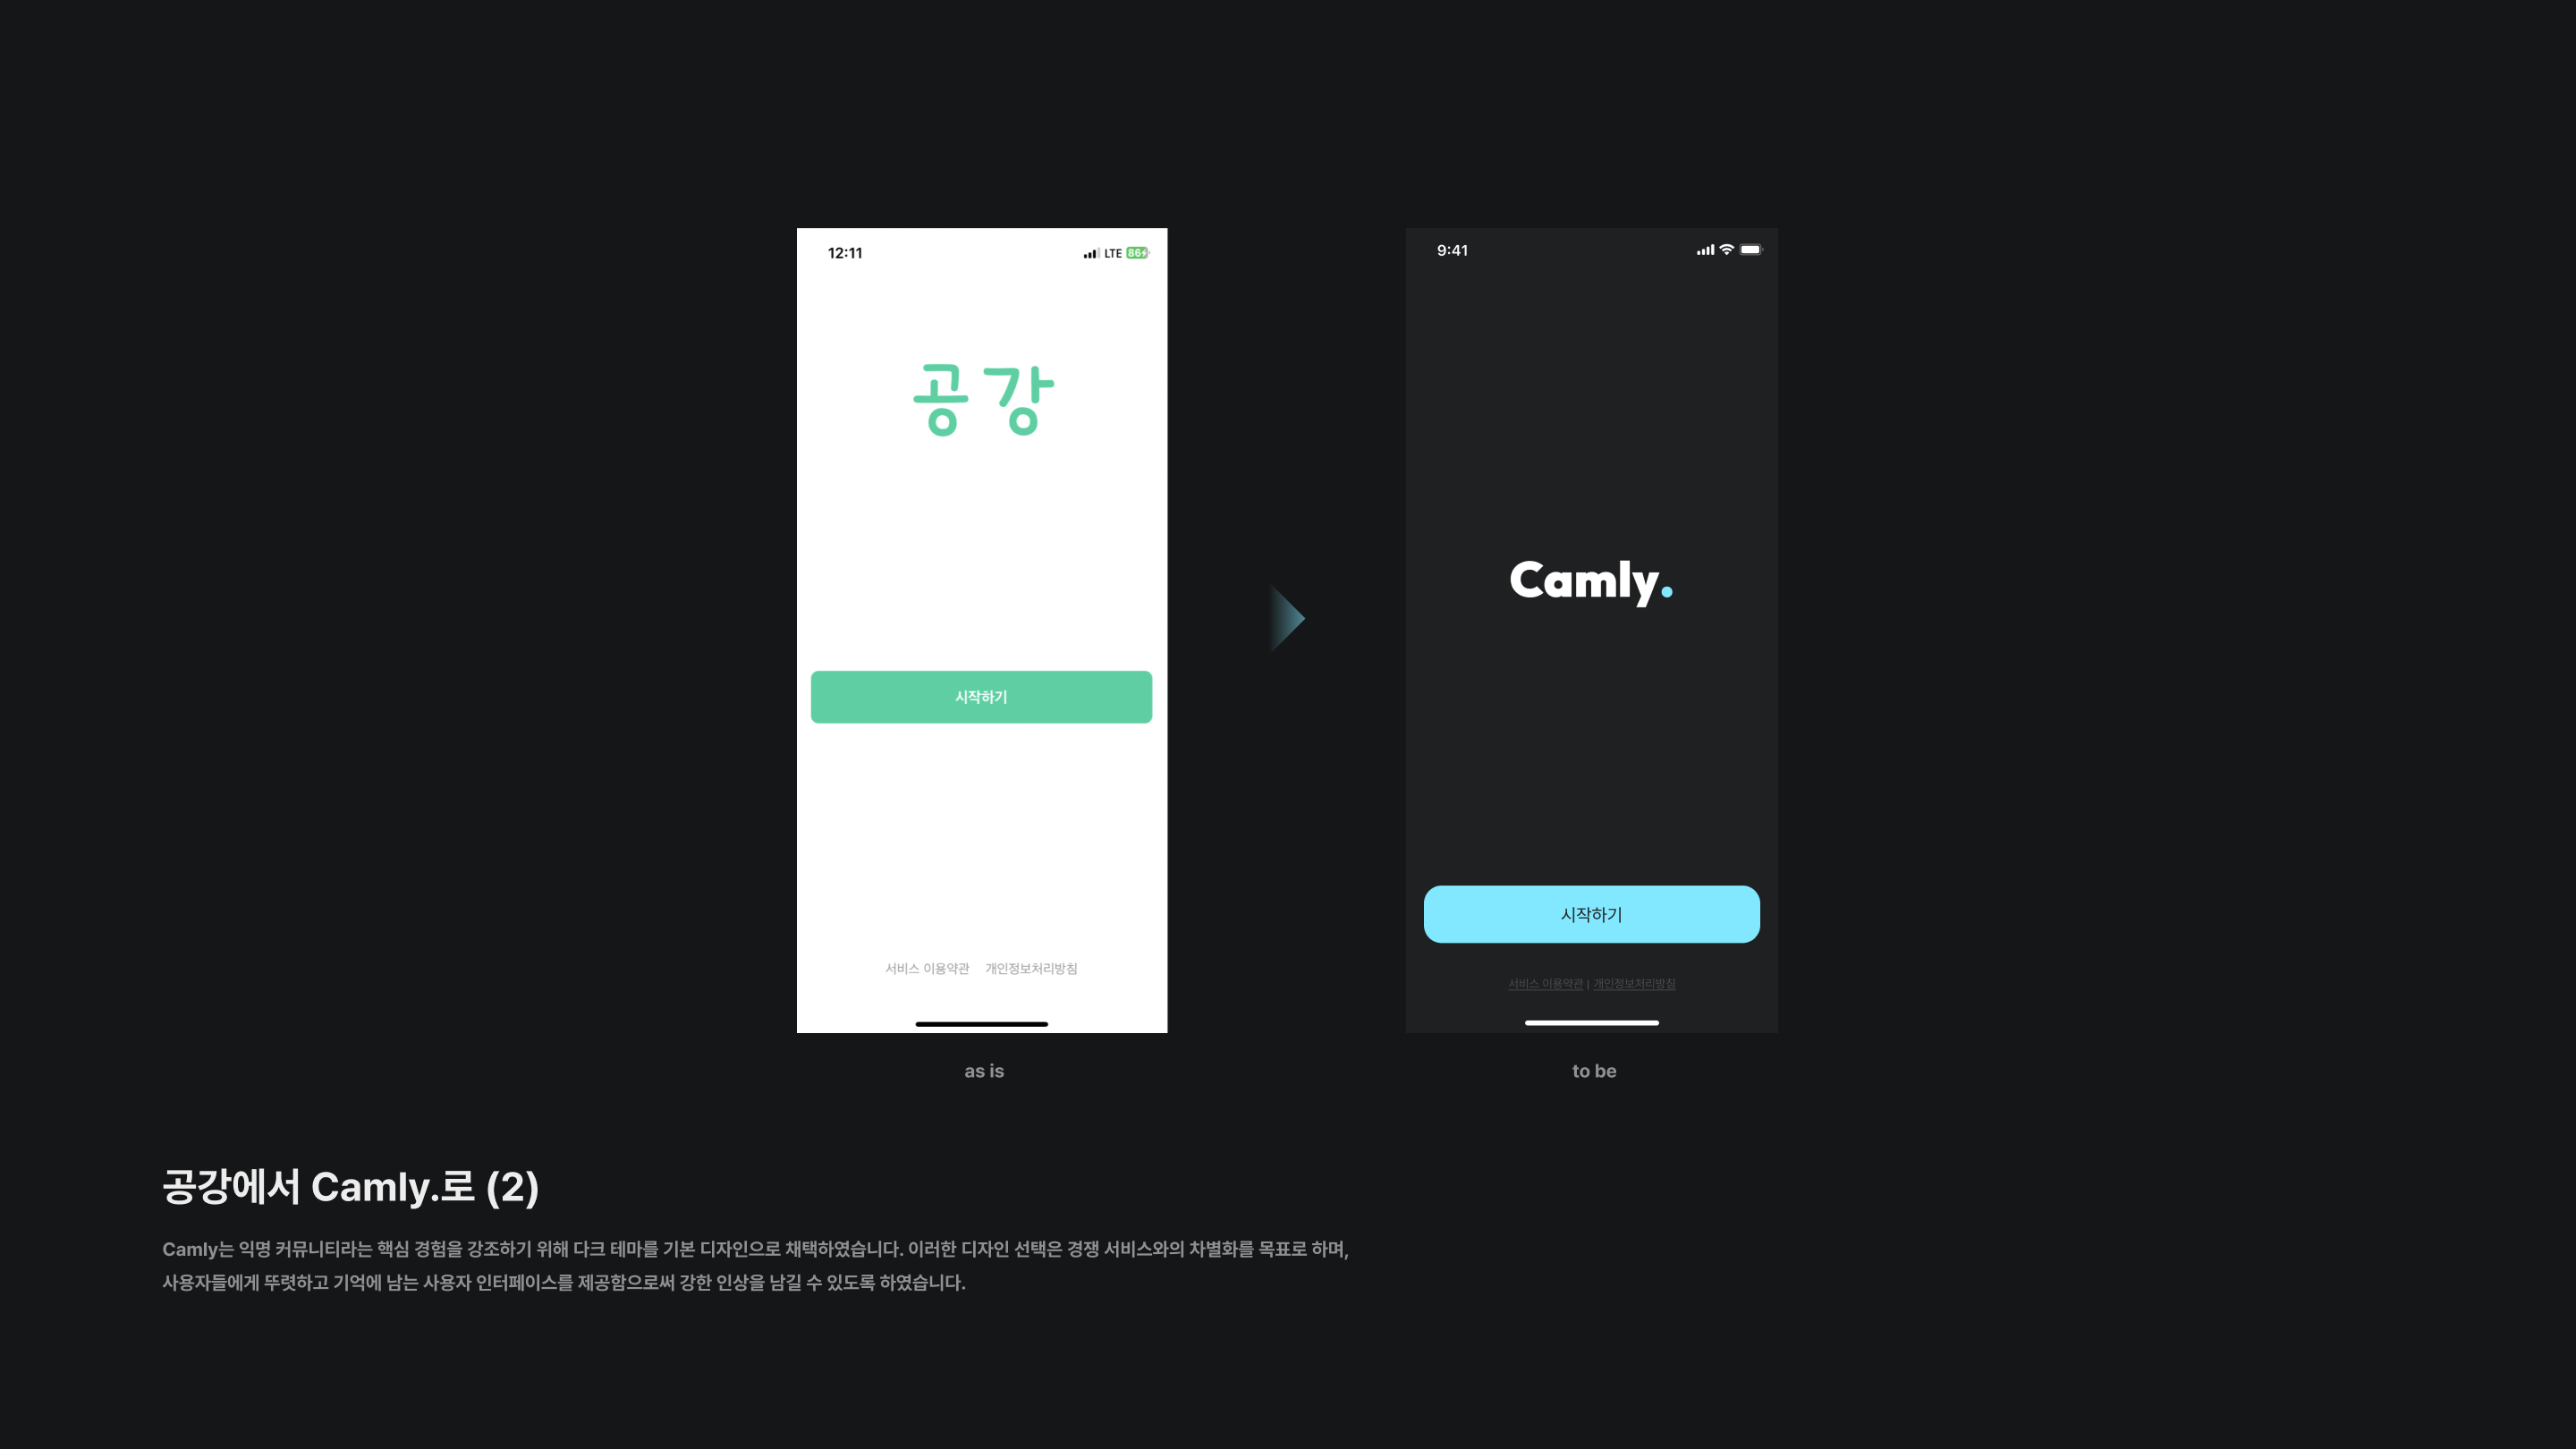 12:11
LTE 86
공강
시작하기
서비스 이용약관 개인정보처리방침
as is
9:41
Camly.
시작하기
서비스 이용약관 | 개인정보처리방침
to be
공강에서 Camly.로 (2)
Camly는 익명 커뮤니티라는 핵심 경험을 강조하기 위해 다크 테마를 기본 디자인으로 채택하였습니다. 이러한 디자인 선택은 경쟁 서비스와의 차별화를 목표로 하며,
사용자들에게 뚜렷하고 기억에 남는 사용자 인터페이스를 제공함으로써 강한 인상을 남길 수 있도록 하였습니다.